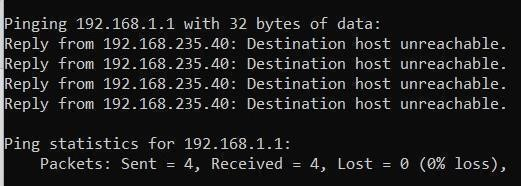 Pinging 192.168.1.1 with 32 bytes of data:
Reply from 192.168.235.40: Destination host unreachable.
Reply from 192.168.235.40: Destination host unreachable.
Reply from 192.168.235.40: Destination host unreachable.
Reply from 192.168.235.40: Destination host unreachable.

Ping statistics for 192.168.1.1:
    Packets: Sent = 4, Received = 4, Lost = 0 (0% loss),